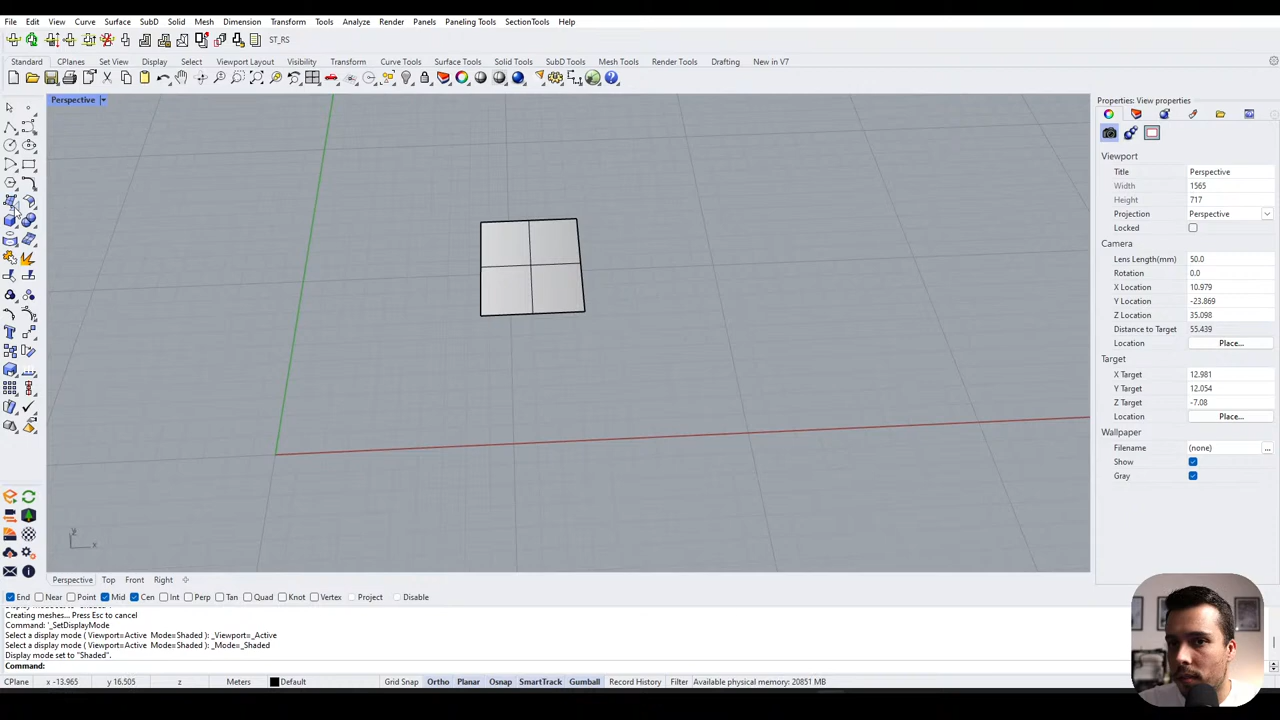 File Edit View Curve Surface SubD Solid Mesh Dimension Transform Tools Analyze Render Panels Paneling Tools SectionTools Help
ST_RS
Standard CPlanes Set View Display Select Viewport Layout Visibility Transform Curve Tools Surface Tools Solid Tools SubD Tools Mesh Tools Render Tools Drafting New in V7
Perspective
Properties: View properties
Viewport
Title Perspective
Width 1565
Height 717
Projection Perspective
Locked
Camera
Lens Length(mm) 50.0
Rotation 0.0
X Location 10.979
Y Location -23.869
Z Location 35.098
Distance to Target 55.439
Location Place...
Target
X Target 12.981
Y Target 12.054
Z Target -7.08
Location Place...
Wallpaper
Filename (none) ...
Show
Gray
x
Perspective Top Front Right
End Near Point Mid Cen Int Perp Tan Quad Knot Vertex Project Disable
Creating meshes... Press Esc to cancel
Command: '_SetDisplayMode
Select a display mode ( Viewport=Active Mode=Shaded ): _Viewport=_Active
Select a display mode ( Viewport=Active Mode=Shaded ): _Mode=_Shaded
Display mode set to "Shaded".
Command:
CPlane x -13.965 y 16.505 z Meters Default Grid Snap Ortho Planar Osnap SmartTrack Gumball Record History Filter Available physical memory: 20851 MB